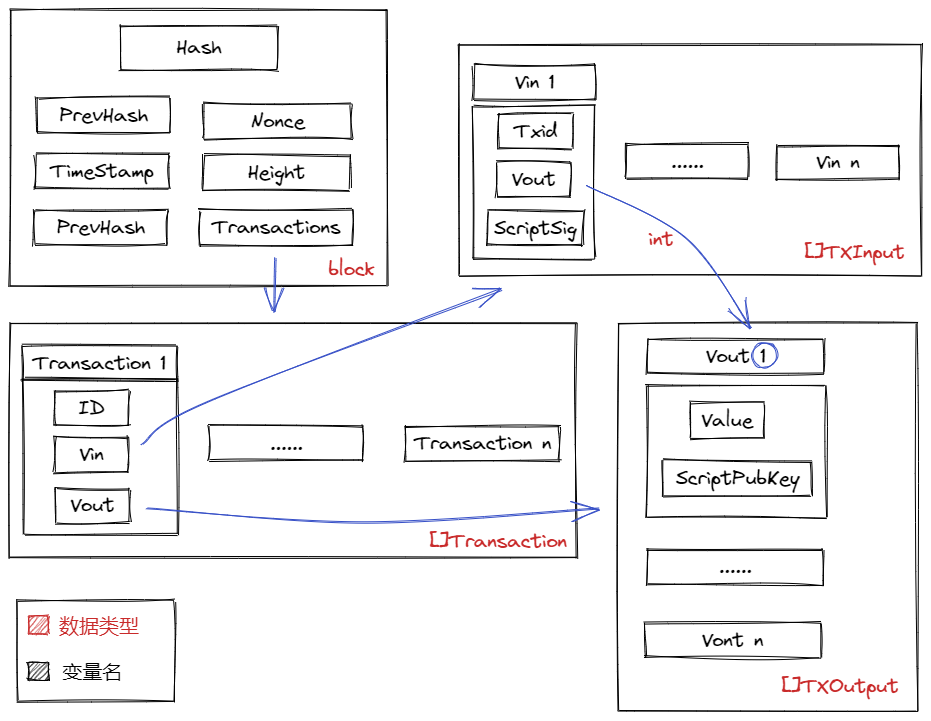 Hash
PrevHash
Nonce
TimeStamp
Height
PrevHash
Transactions
block
Vin 1
Txid
Vout
ScriptSig
......
Vin n
int
[]TXInput
Transaction 1
ID
Vin
Vout
......
Transaction n
[]Transaction
Vout 1
Value
ScriptPubKey
......
Vont n
[]TXOutput
数据类型
变量名